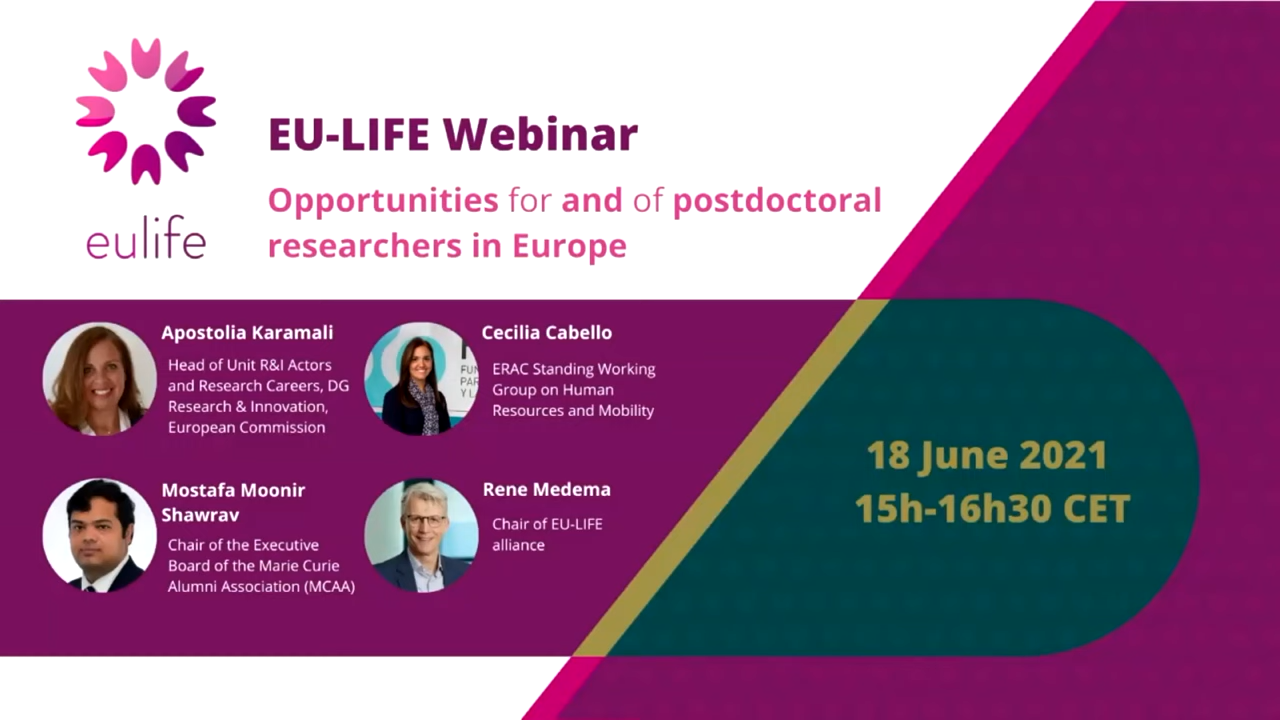 eulife
EU-LIFE Webinar
Opportunities for and of postdoctoral
researchers in Europe
Apostolia Karamali
Head of Unit R&I Actors
and Research Careers, DG
Research & Innovation,
European Commission
Cecilia Cabello
ERAC Standing Working
Group on Human
Resources and Mobility
FUN
PAR
Y L
Mostafa Moonir
Shawrav
Chair of the Executive
Board of the Marie Curie
Alumni Association (MCAA)
Rene Medema
Chair of EU-LIFE
alliance
18 June 2021
15h-16h30 CET